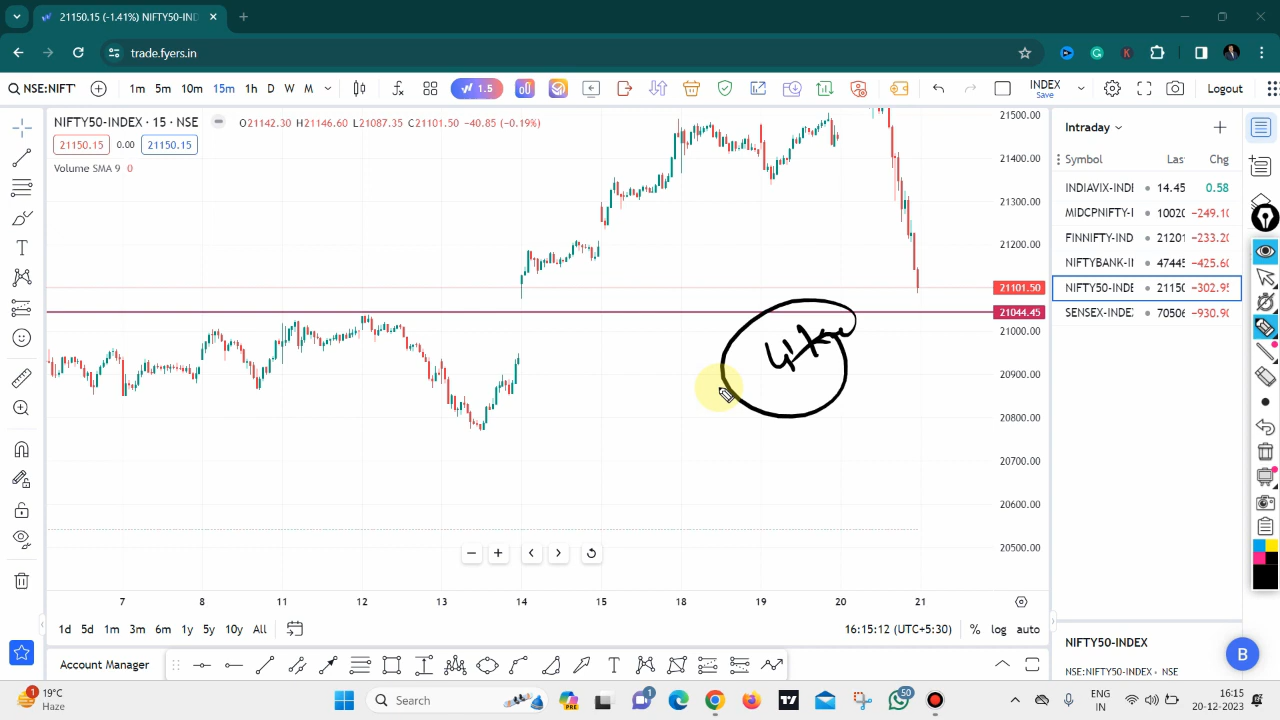 21150.15 (-1.41%) NIFTY50-IND
trade.fyers.in
NSE:NIFT
1m 5m 10m 15m 1h D W M
1.5
INDEX
Save
Logout
NIFTY50-INDEX · 15 · NSE
O21142.30 H21146.60 L21087.35 C21101.50 -40.85 (-0.19%)
21150.15 0.00 21150.15
Volume SMA 9 0
21500.00
21400.00
21300.00
21200.00
21101.50
21044.45
21000.00
20900.00
20800.00
20700.00
20600.00
20500.00
7 8 11 12 13 14 15 18 19 20 21
1d 5d 1m 3m 6m 1y 5y 10y All
16:15:12 (UTC+5:30) % log auto
Account Manager
Intraday
Symbol Las Chg
INDIAVIX-INDE 14.45 0.58
MIDCPNIFTY-I 10020 -249.10
FINNIFTY-IND 21201 -233.20
NIFTYBANK-IN 47445 -425.60
NIFTY50-INDE 21150 -302.95
SENSEX-INDEX 70506 -930.90
NIFTY50-INDEX
NSE:NIFTY50-INDEX · NSE
B
1
19°C
Haze
Search
PRE
1
50
ENG
IN
16:15
20-12-2023